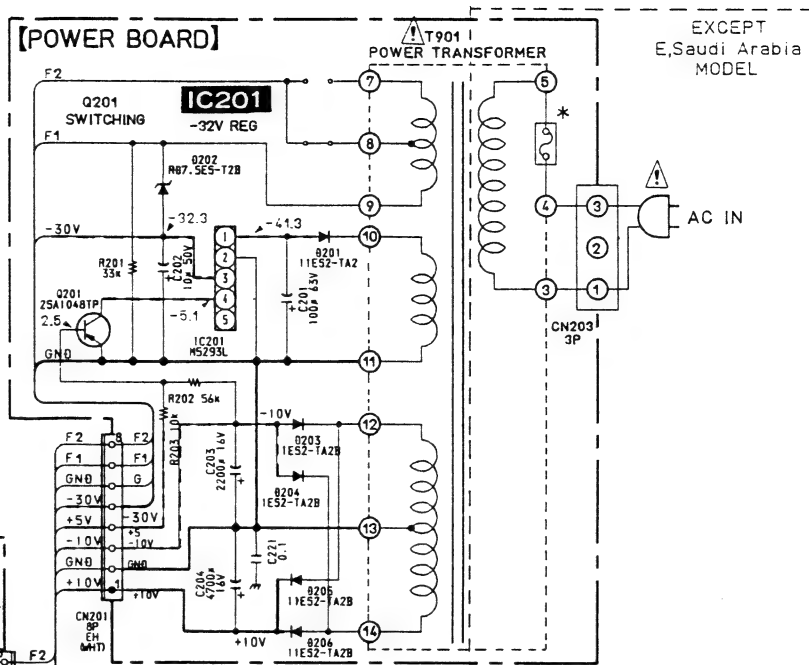 【POWER BOARD】
T901
POWER TRANSFORMER
EXCEPT
E,Saudi Arabia
MODEL
F2
Q201
SWITCHING
IC201
-32V REG
F1
7
8
9
5
*
D202
RD7.5ES-T2B
-32.3
-41.3
-30V
1
2
3
4
5
10
4
3
2
1
3
AC IN
CN203
3P
R201
33K
C202
10μ 50V
D201
11ES2-TA2
C201
100μ 63V
Q201
2SA1048TP
2.5
-5.1
IC201
M5293L
GND
11
R202 56K
R203 10K
-10V
12
D203
11ES2-TA2B
C203
2200μ 16V
D204
11ES2-TA2B
F2
8
F2
F1
F1
GND
G
-30V
-30V
+5V
+5
-10V
-10V
GND
GND
+10V
1
+10V
13
C221
0.1
C204
4700μ
16V
D205
11ES2-TA2B
D206
11ES2-TA2B
14
+10V
CN201
8P
EH
(WHT)
F2